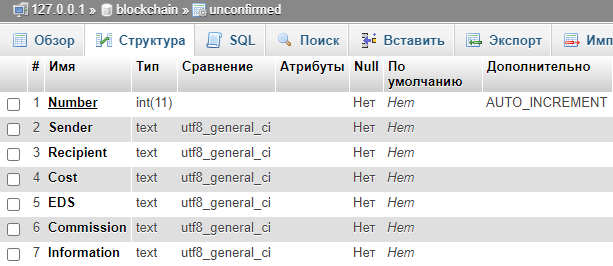 127.0.0.1 » blockchain » unconfirmed
Обзор Структура SQL Поиск Вставить Экспорт Имп
# Имя Тип Сравнение Атрибуты Null По умолчанию Дополнительно
1 Number int(11) Нет Нет AUTO_INCREMENT
2 Sender text utf8_general_ci Нет Нет
3 Recipient text utf8_general_ci Нет Нет
4 Cost text utf8_general_ci Нет Нет
5 EDS text utf8_general_ci Нет Нет
6 Commission text utf8_general_ci Нет Нет
7 Information text utf8_general_ci Нет Нет